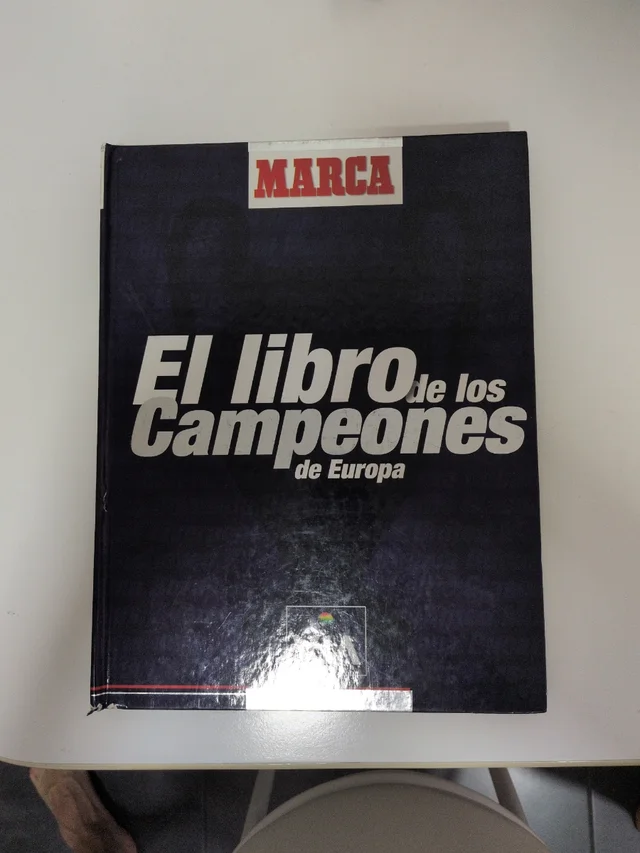 MARCA
El libro de los
Campeones
de Europa